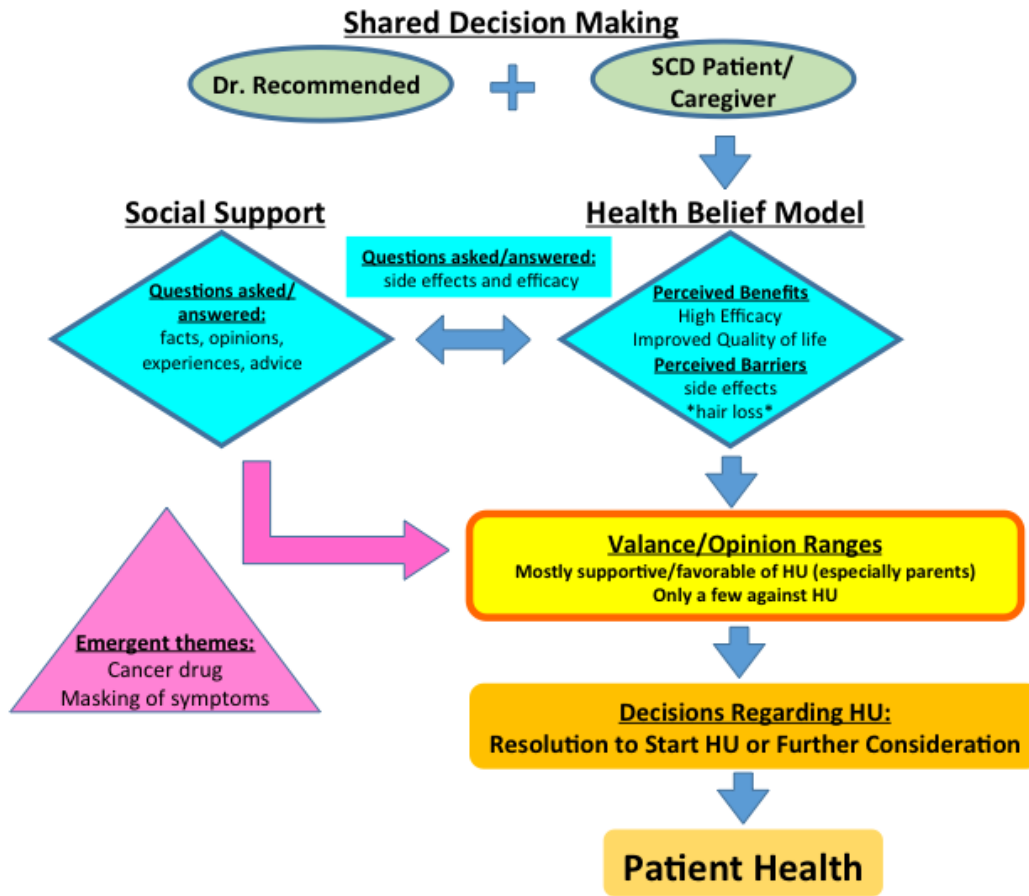 Shared Decision Making
Dr. Recommended
SCD Patient/
Caregiver
Social Support
Health Belief Model
Questions asked/answered:
side effects and efficacy
Questions asked/
answered:
facts, opinions,
experiences, advice
Perceived Benefits
High Efficacy
Improved Quality of life
Perceived Barriers
side effects
*hair loss*
Valance/Opinion Ranges
Mostly supportive/favorable of HU (especially parents)
Only a few against HU
Emergent themes:
Cancer drug
Masking of symptoms
Decisions Regarding HU:
Resolution to Start HU or Further Consideration
Patient Health